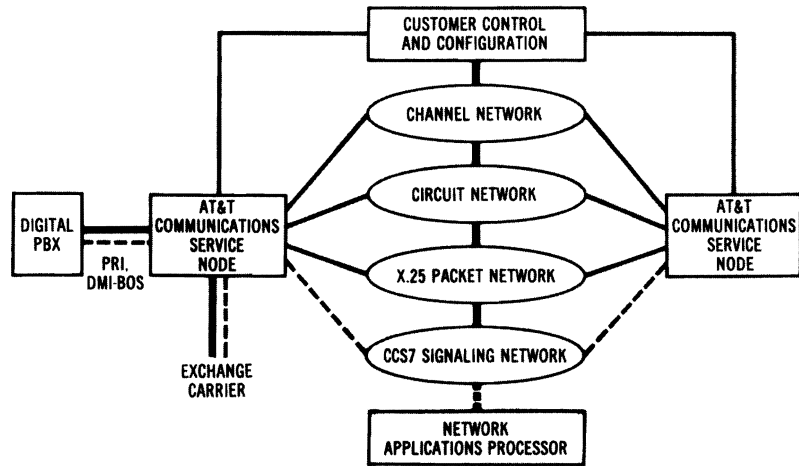 CUSTOMER CONTROL
AND CONFIGURATION
CHANNEL NETWORK
CIRCUIT NETWORK
X.25 PACKET NETWORK
CCS7 SIGNALING NETWORK
NETWORK
APPLICATIONS PROCESSOR
DIGITAL
PBX
PRI,
DMI-BOS
AT&T
COMMUNICATIONS
SERVICE
NODE
EXCHANGE
CARRIER
AT&T
COMMUNICATIONS
SERVICE
NODE